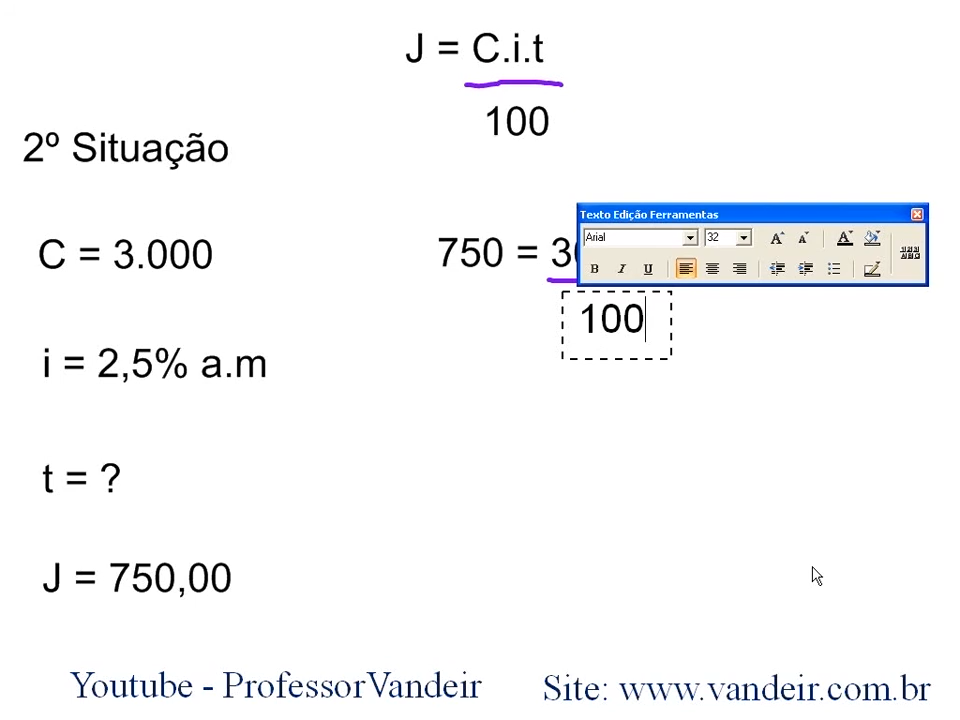 J = C.i.t
100
2º Situação
Texto Edição Ferramentas
Arial 32
C = 3.000
750 =
B I U
100
i = 2,5% a.m
t = ?
J = 750,00
Youtube - ProfessorVandeir
Site: www.vandeir.com.br